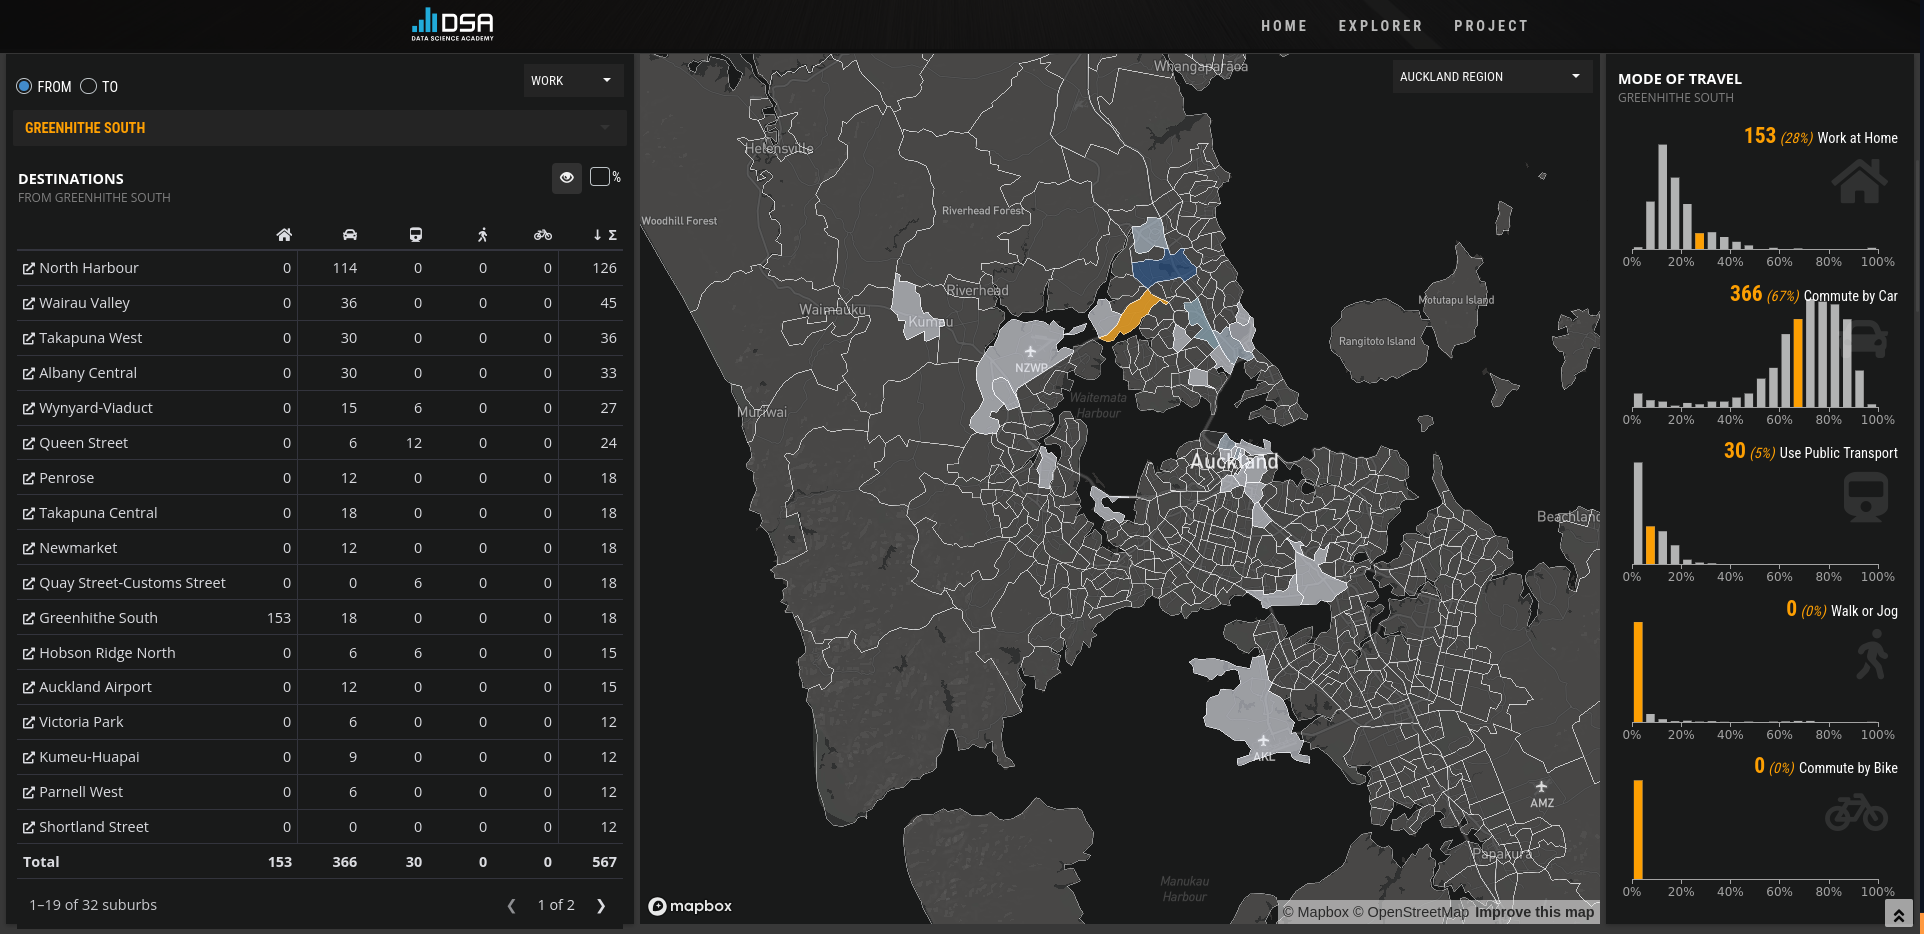 DSA
DATA SCIENCE ACADEMY
HOME EXPLORER PROJECT
FROM TO WORK
GREENHITHE SOUTH
DESTINATIONS
FROM GREENHITHE SOUTH
%
↓ Σ
North Harbour 0 114 0 0 0 126
Wairau Valley 0 36 0 0 0 45
Takapuna West 0 30 0 0 0 36
Albany Central 0 30 0 0 0 33
Wynyard-Viaduct 0 15 6 0 0 27
Queen Street 0 6 12 0 0 24
Penrose 0 12 0 0 0 18
Takapuna Central 0 18 0 0 0 18
Newmarket 0 12 0 0 0 18
Quay Street-Customs Street 0 0 6 0 0 18
Greenhithe South 153 18 0 0 0 18
Hobson Ridge North 0 6 6 0 0 15
Auckland Airport 0 12 0 0 0 15
Victoria Park 0 6 0 0 0 12
Kumeu-Huapai 0 9 0 0 0 12
Parnell West 0 6 0 0 0 12
Shortland Street 0 0 0 0 0 12
Total 153 366 30 0 0 567
1–19 of 32 suburbs
1 of 2
AUCKLAND REGION
Whangaparāoa
Helensville
Woodhill Forest
Riverhead Forest
Riverhead
Waimauku
Kumeu
Motutapu Island
Rangitoto Island
NZWP
Waitemata
Harbour
Muriwai
Auckland
Beachland
AKL
AMZ
Papakura
Manukau
Harbour
mapbox
© Mapbox © OpenStreetMap Improve this map
MODE OF TRAVEL
GREENHITHE SOUTH
153 (28%) Work at Home
0% 20% 40% 60% 80% 100%
366 (67%) Commute by Car
0% 20% 40% 60% 80% 100%
30 (5%) Use Public Transport
0% 20% 40% 60% 80% 100%
0 (0%) Walk or Jog
0% 20% 40% 60% 80% 100%
0 (0%) Commute by Bike
0% 20% 40% 60% 80% 100%